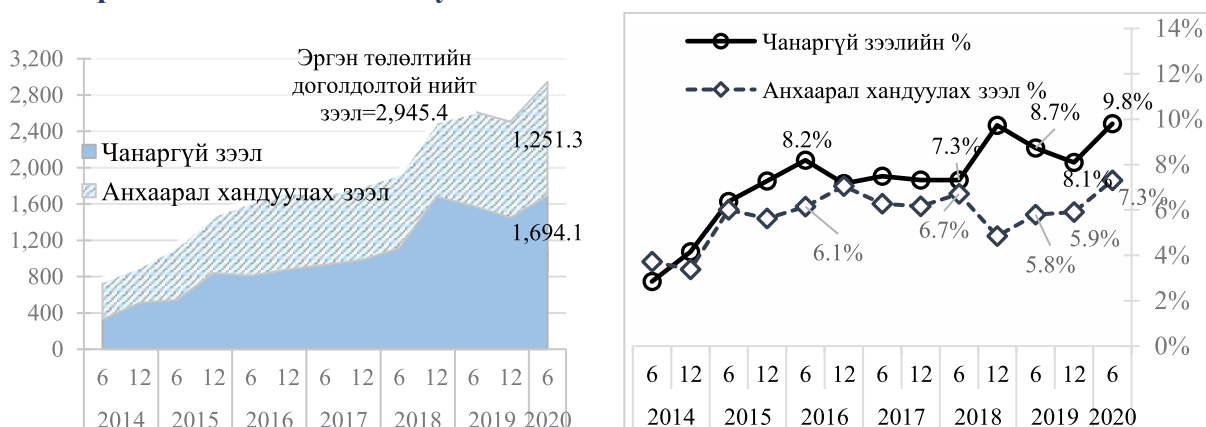 3,200
2,800
2,400
2,000
1,600
1,200
800
400
0
Эргэн төлөлтийн
доголдолтой нийт
зээл=2,945.4
1,251.3
1,694.1
Чанаргүй зээл
Анхаарал хандуулах зээл
6 12 6 12 6 12 6 12 6 12 6 12 6
2014 2015 2016 2017 2018 2019 2020
Чанаргүй зээлийн %
Анхаарал хандуулах зээл %
14%
12%
10%
8%
6%
4%
2%
0%
8.2%
7.3%
8.7%
9.8%
8.1%
7.3%
6.1%
6.7%
5.8%
5.9%
6 12 6 12 6 12 6 12 6 12 6 12 6
2014 2015 2016 2017 2018 2019 2020